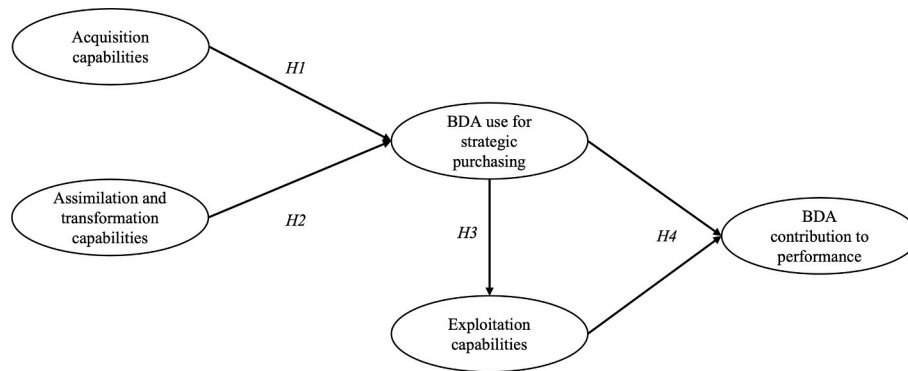 Acquisition
capabilities
H1
BDA use for
strategic
purchasing
Assimilation and
transformation
capabilities
H2
H3
H4
BDA
contribution to
performance
Exploitation
capabilities